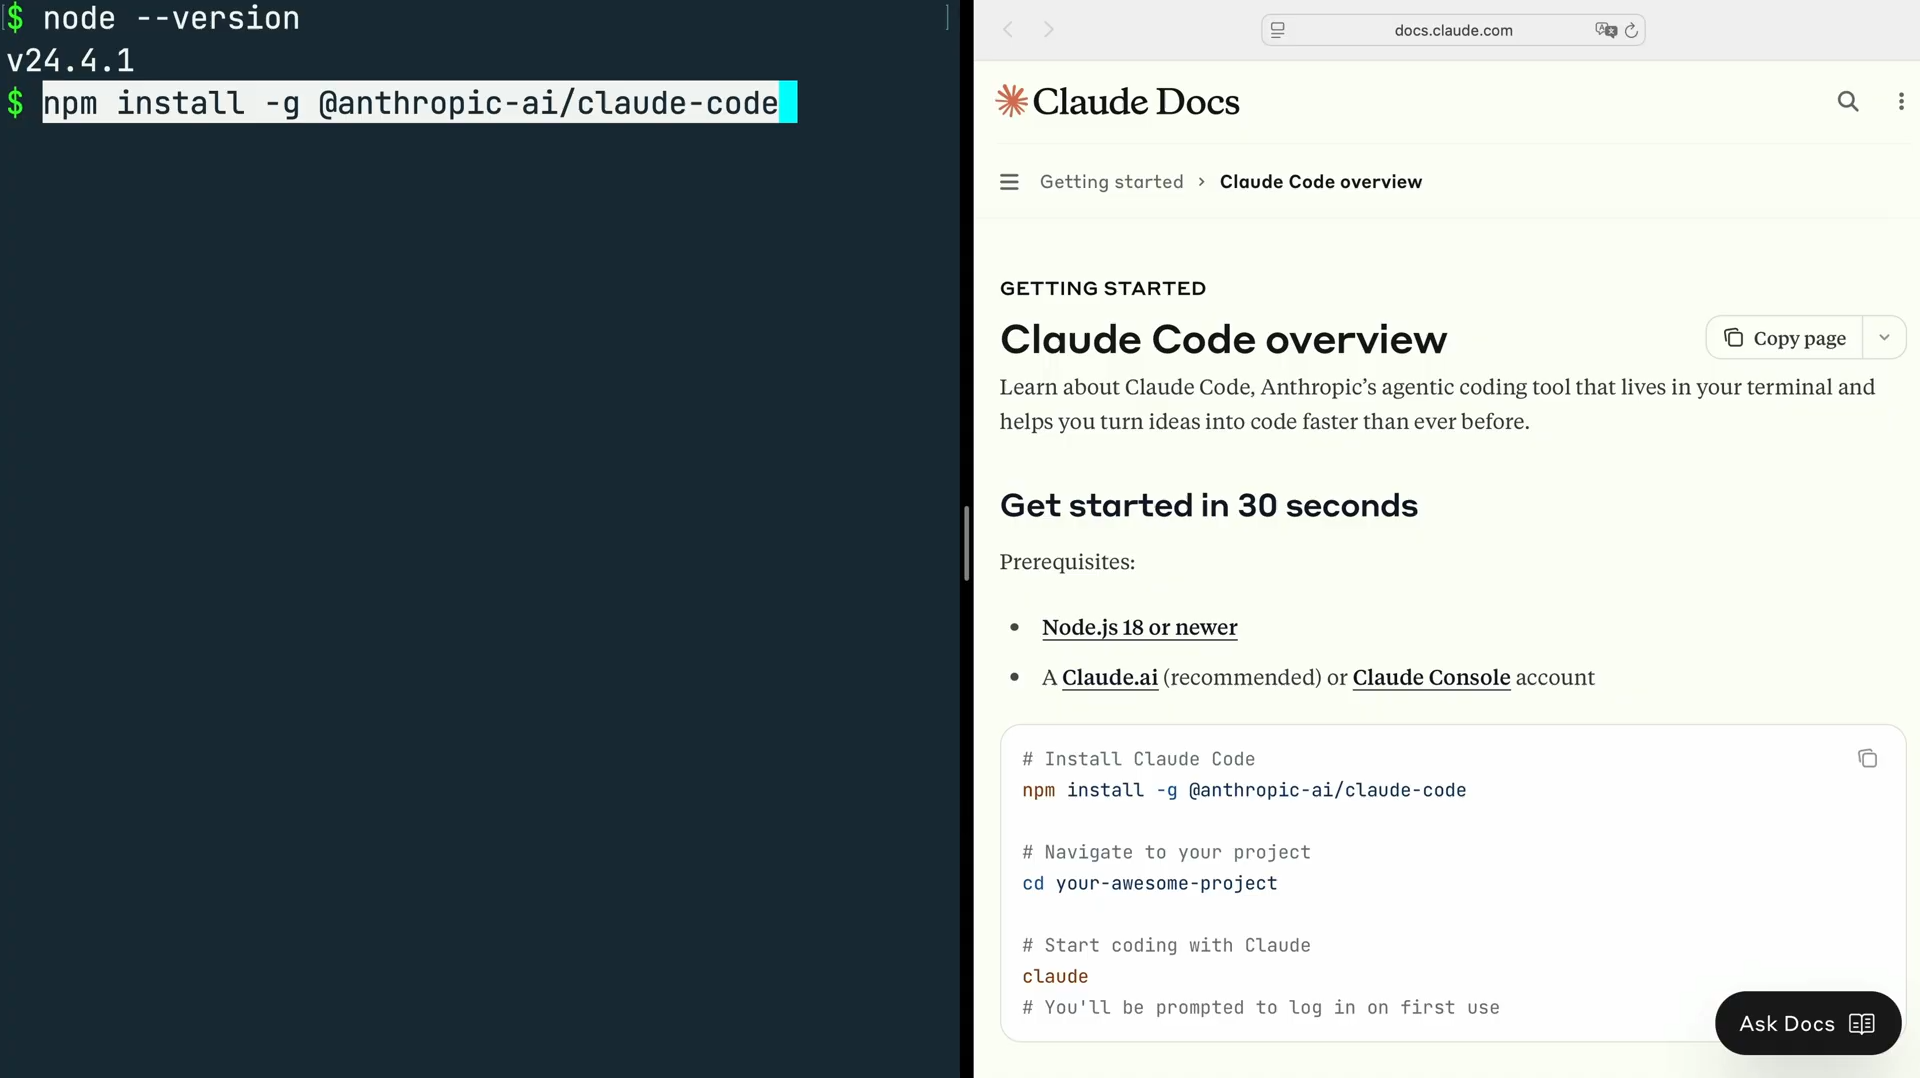 $ node --version
v24.4.1
$ npm install -g @anthropic-ai/claude-code
docs.claude.com
Claude Docs
Getting started > Claude Code overview
GETTING STARTED
Claude Code overview
Copy page
Learn about Claude Code, Anthropic’s agentic coding tool that lives in your terminal and
helps you turn ideas into code faster than ever before.
Get started in 30 seconds
Prerequisites:
• Node.js 18 or newer
• A Claude.ai (recommended) or Claude Console account
# Install Claude Code
npm install -g @anthropic-ai/claude-code
# Navigate to your project
cd your-awesome-project
# Start coding with Claude
claude
# You'll be prompted to log in on first use
Ask Docs